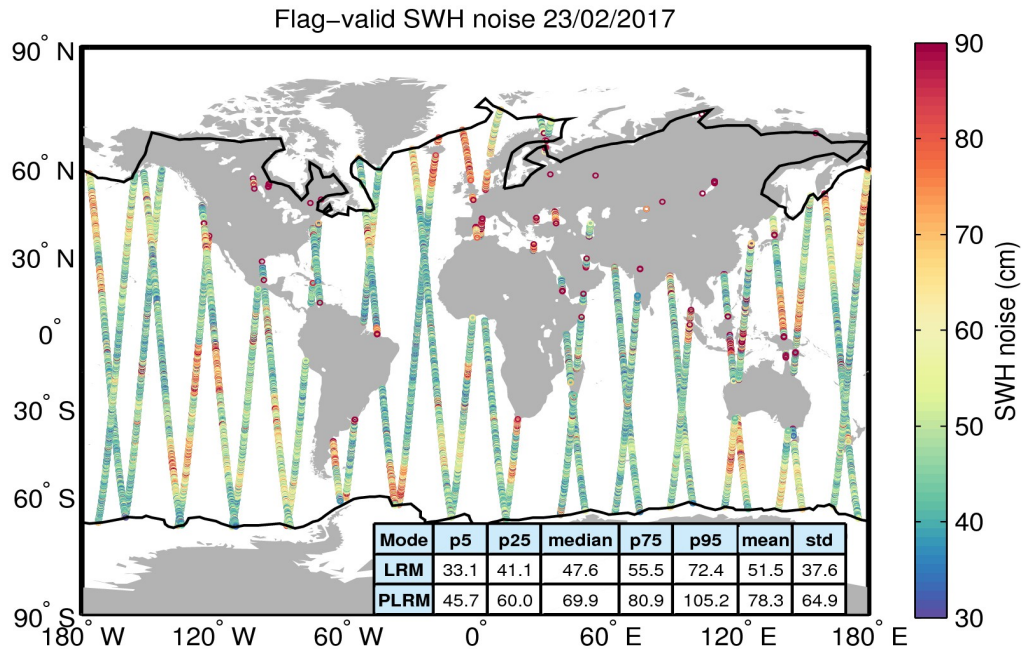 Flag−valid SWH noise 23/02/2017
90° N
60° N
30° N
0°
30° S
60° S
90° S
180° W
120° W
60° W
0°
60° E
120° E
180° E
Mode p5 p25 median p75 p95 mean std
LRM 33.1 41.1 47.6 55.5 72.4 51.5 37.6
PLRM 45.7 60.0 69.9 80.9 105.2 78.3 64.9
90
80
70
60
50
40
30
SWH noise (cm)